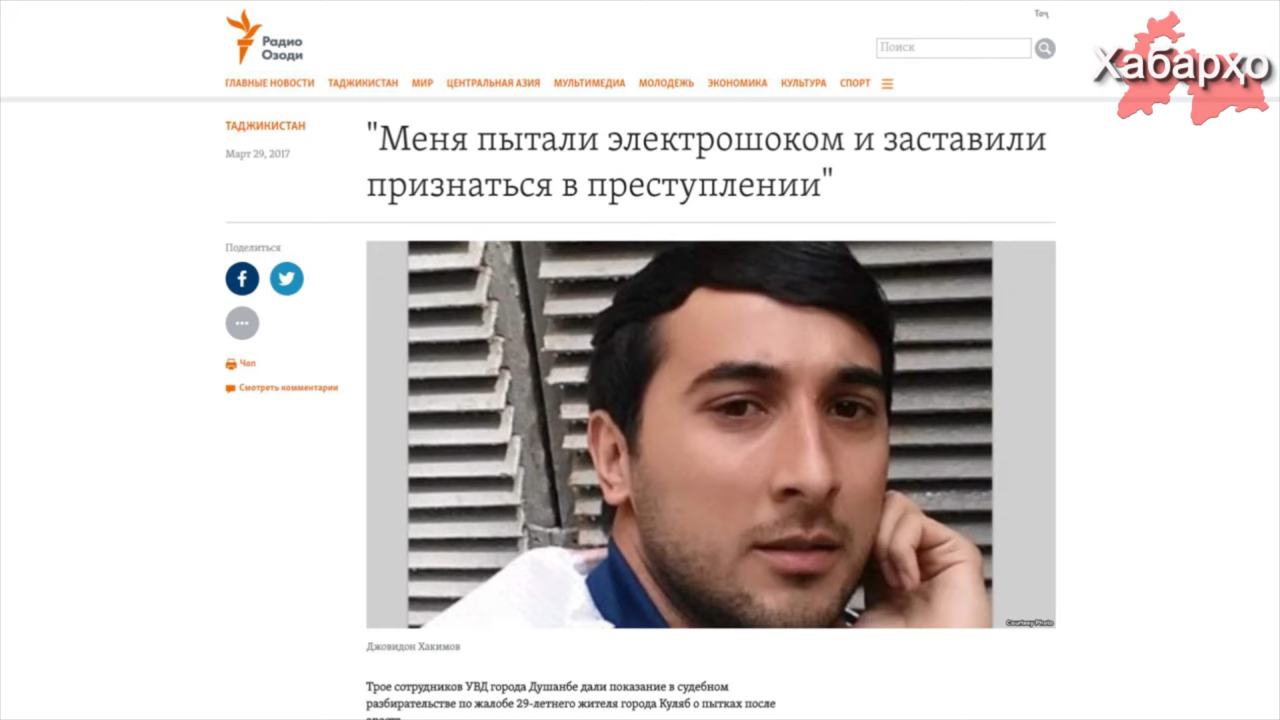 Тоҷ
Радио
Озоди
Поиск
Хабарҳо
ГЛАВНЫЕ НОВОСТИ ТАДЖИКИСТАН МИР ЦЕНТРАЛЬНАЯ АЗИЯ МУЛЬТИМЕДИА МОЛОДЕЖЬ ЭКОНОМИКА КУЛЬТУРА СПОРТ
ТАДЖИКИСТАН
Март 29, 2017
"Меня пытали электрошоком и заставили
признаться в преступлении"
Поделиться
Чоп
Смотреть комментарии
Courtesy Photo
Джовидон Хакимов
Трое сотрудников УВД города Душанбе дали показание в судебном
разбирательстве по жалобе 29-летнего жителя города Куляб о пытках после